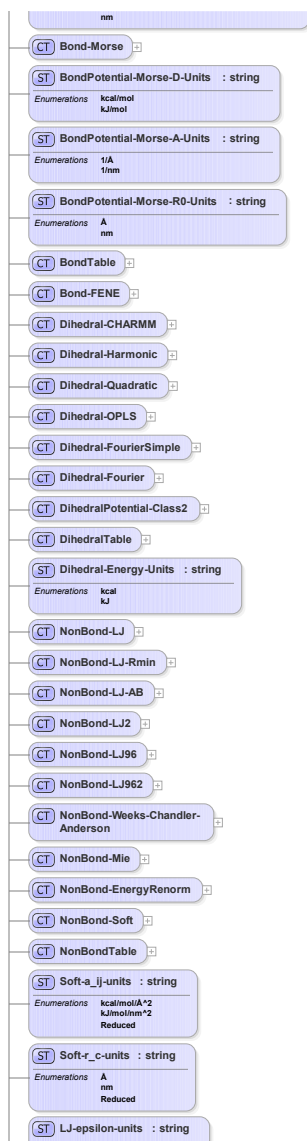 nm
CT Bond-Morse
ST BondPotential-Morse-D-Units : string
Enumerations kcal/mol
kJ/mol
ST BondPotential-Morse-A-Units : string
Enumerations 1/Å
1/nm
ST BondPotential-Morse-R0-Units : string
Enumerations Å
nm
CT BondTable
CT Bond-FENE
CT Dihedral-CHARMM
CT Dihedral-Harmonic
CT Dihedral-Quadratic
CT Dihedral-OPLS
CT Dihedral-FourierSimple
CT Dihedral-Fourier
CT DihedralPotential-Class2
CT DihedralTable
ST Dihedral-Energy-Units : string
Enumerations kcal
kJ
CT NonBond-LJ
CT NonBond-LJ-Rmin
CT NonBond-LJ-AB
CT NonBond-LJ2
CT NonBond-LJ96
CT NonBond-LJ962
CT NonBond-Weeks-Chandler-
Anderson
CT NonBond-Mie
CT NonBond-EnergyRenorm
CT NonBond-Soft
CT NonBondTable
ST Soft-a_ij-units : string
Enumerations kcal/mol/Å^2
kJ/mol/nm^2
Reduced
ST Soft-r_c-units : string
Enumerations Å
nm
Reduced
ST LJ-epsilon-units : string